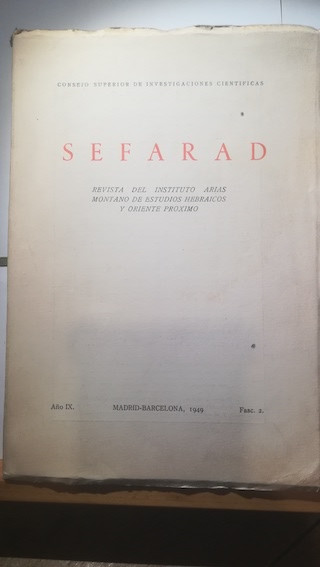 CONSEJO SUPERIOR DE INVESTIGACIONES CIENTIFICAS
SEFARAD
REVISTA DEL INSTITUTO ARIAS
MONTANO DE ESTUDIOS HEBRAICOS
Y ORIENTE PROXIMO
Año IX. MADRID-BARCELONA, 1949 Fasc. 2.